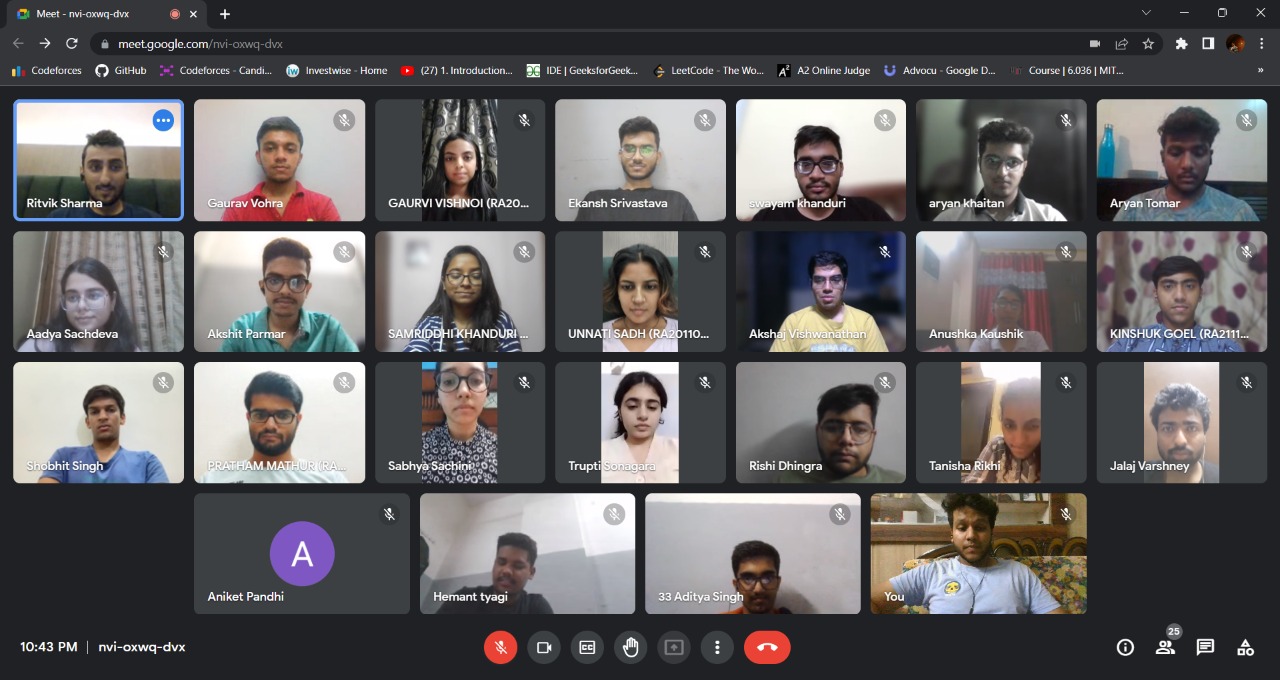 Meet - nvi-oxwq-dvx
meet.google.com/nvi-oxwq-dvx
Codeforces GitHub Codeforces - Candi... Investwise - Home (27) 1. Introduction... IDE | GeeksforGeek... LeetCode - The Wo... A2 Online Judge Advocu - Google D... Course | 6.036 | MIT... »
Ritvik Sharma Gaurav Vohra GAURVI VISHNOI (RA20... Ekansh Srivastava swayam khanduri aryan khaitan Aryan Tomar
Aadya Sachdeva Akshit Parmar SAMRIDDHI KHANDURI ... UNNATI SADH (RA20110... Akshaj Vishwanathan Anushka Kaushik KINSHUK GOEL (RA2111...
Shobhit Singh PRATHAM MATHUR (RA... Sabhya Sachini Trupti Sonagara Rishi Dhingra Tanisha Rikhi Jalaj Varshney
A
Aniket Pandhi Hemant tyagi 33 Aditya Singh You
25
10:43 PM | nvi-oxwq-dvx